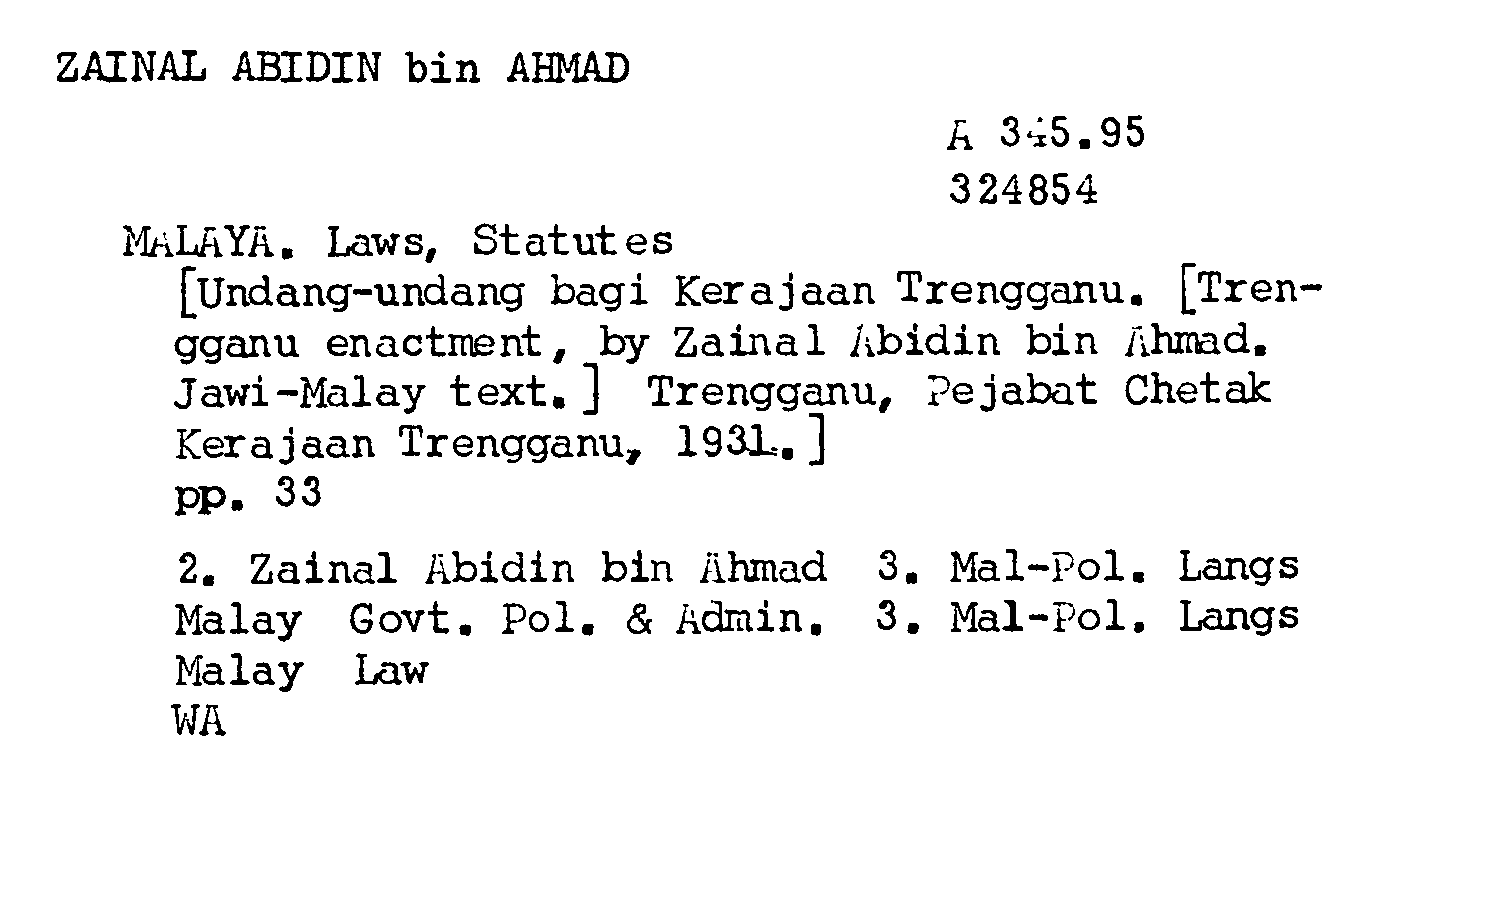 ZAINAL ABIDIN bin AHMAD
A 345.95
324854
MALAYA. Laws, Statutes
[Undang-undang bagi Kerajaan Trengganu. [Tren-
gganu enactment, by Zainal Abidin bin Ahmad.
Jawi-Malay text.] Trengganu, Pejabat Chetak
Kerajaan Trengganu, 1931.]
pp. 33
2. Zainal Abidin bin Ahmad 3. Mal-Pol. Langs
Malay Govt. Pol. & Admin. 3. Mal-Pol. Langs
Malay Law
WA